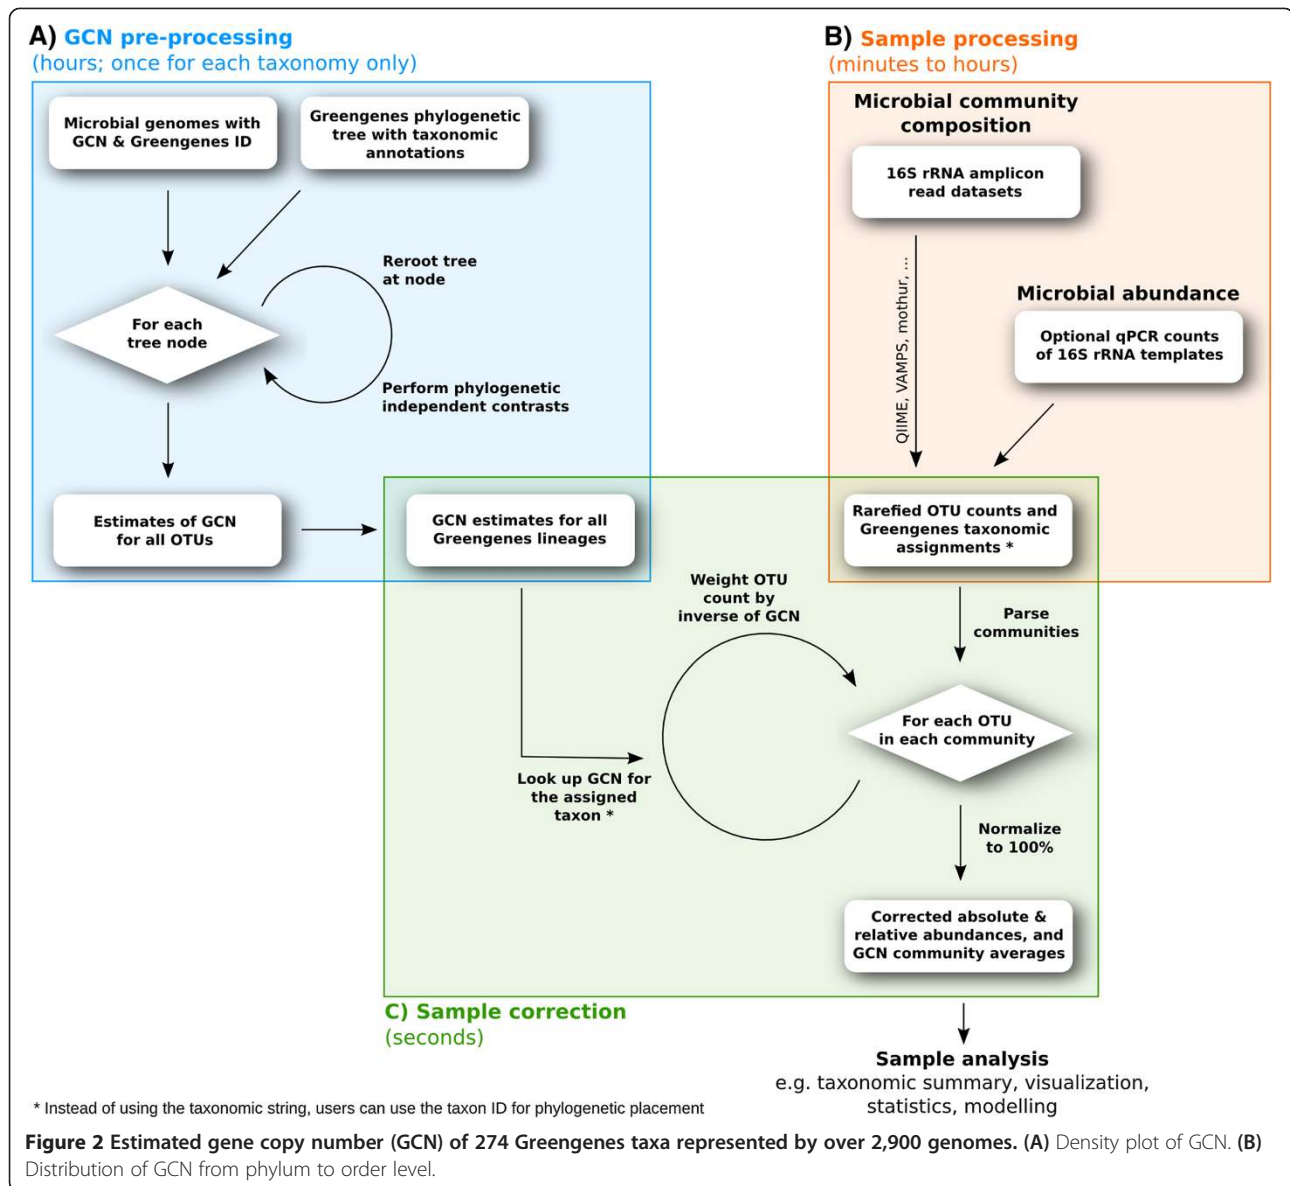 A) GCN pre-processing
(hours; once for each taxonomy only)
Microbial genomes with
GCN & Greengenes ID
Greengenes phylogenetic
tree with taxonomic
annotations
Reroot tree
at node
For each
tree node
Perform phylogenetic
independent contrasts
Estimates of GCN
for all OTUs
GCN estimates for all
Greengenes lineages
B) Sample processing
(minutes to hours)
Microbial community
composition
16S rRNA amplicon
read datasets
QIIME, VAMPS, mothur, ...
Microbial abundance
Optional qPCR counts
of 16S rRNA templates
Rarefied OTU counts and
Greengenes taxonomic
assignments *
Parse
communities
Weight OTU
count by
inverse of GCN
For each OTU
in each community
Look up GCN for
the assigned
taxon *
Normalize
to 100%
Corrected absolute &
relative abundances, and
GCN community averages
C) Sample correction
(seconds)
Sample analysis
e.g. taxonomic summary, visualization,
statistics, modelling
* Instead of using the taxonomic string, users can use the taxon ID for phylogenetic placement
Figure 2 Estimated gene copy number (GCN) of 274 Greengenes taxa represented by over 2,900 genomes. (A) Density plot of GCN. (B)
Distribution of GCN from phylum to order level.